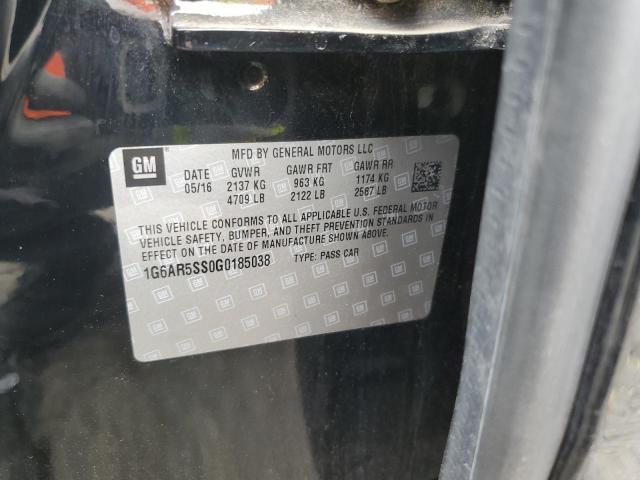 GM
MFD BY GENERAL MOTORS LLC
DATE GVWR GAWR FRT GAWR RR
05/16 2137 KG 963 KG 1174 KG
4709 LB 2122 LB 2587 LB
THIS VEHICLE CONFORMS TO ALL APPLICABLE U.S. FEDERAL MOTOR
VEHICLE SAFETY, BUMPER, AND THEFT PREVENTION STANDARDS IN
EFFECT ON THE DATE OF MANUFACTURE SHOWN ABOVE.
1G6AR5SS0G0185038 TYPE: PASS CAR